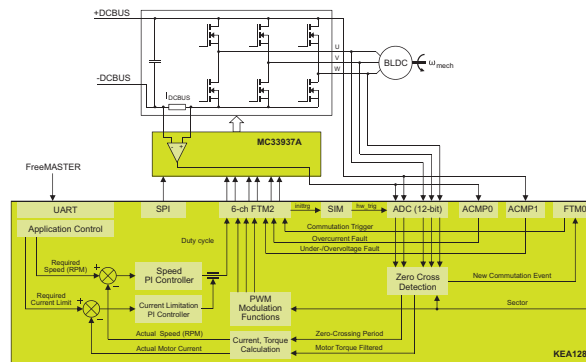 +DCBUS
-DCBUS
IDCBUS
U
V
W
BLDC
ωmech
MC33937A
FreeMASTER
UART
SPI
6-ch FTM2
inittrg
SIM
hw_trig
ADC (12-bit)
ACMP0
ACMP1
FTM0
Application Control
Duty cycle
Commutation Trigger
Overcurrent Fault
Under-/Overvoltage Fault
Required
Speed (RPM)
+
−
Speed
PI Controller
Zero Cross
Detection
New Commutation Event
Required
Current Limit
+
−
Current Limitation
PI Controller
PWM
Modulation
Functions
Sector
Actual Speed (RPM)
Actual Motor Current
Current, Torque
Calculation
Zero-Crossing Period
Motor Torque Filtered
KEA128